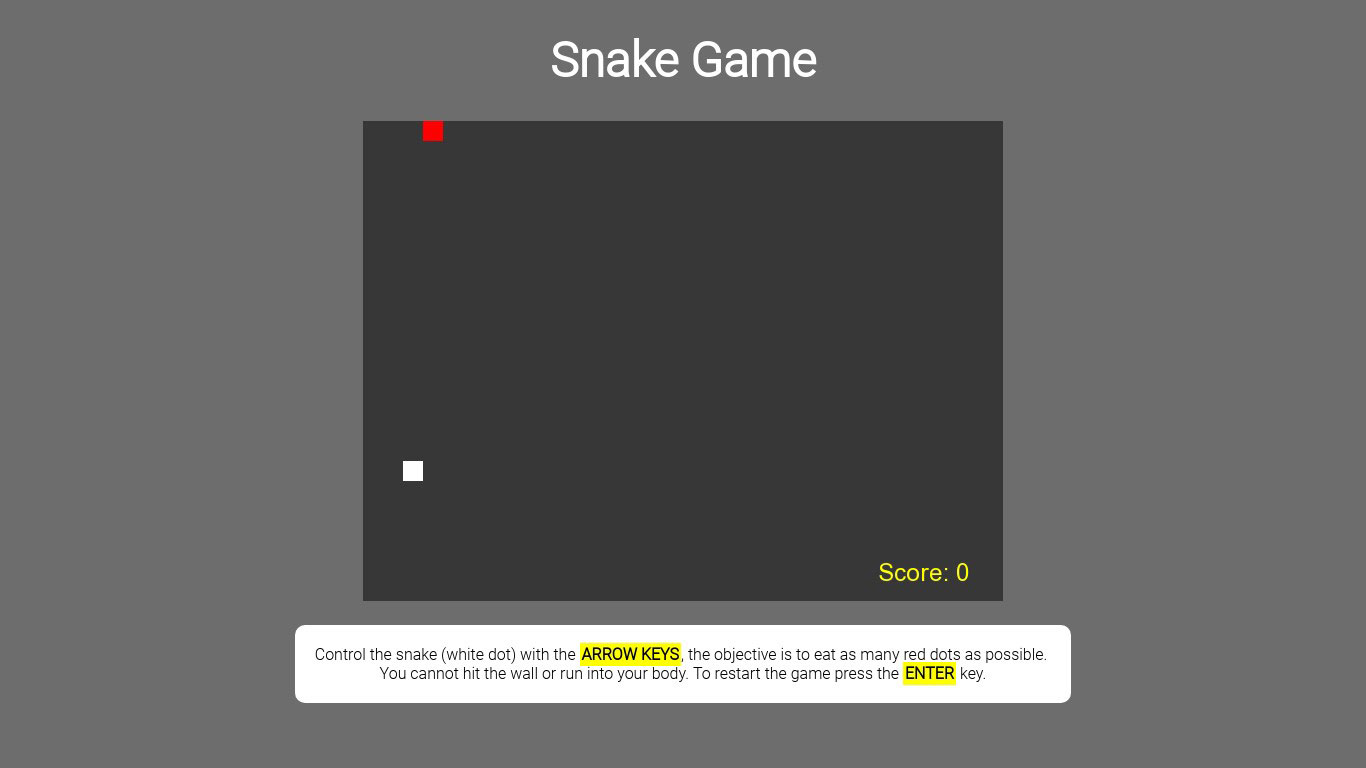 Snake Game
Score: 0
Control the snake (white dot) with the ARROW KEYS, the objective is to eat as many red dots as possible.
You cannot hit the wall or run into your body. To restart the game press the ENTER key.